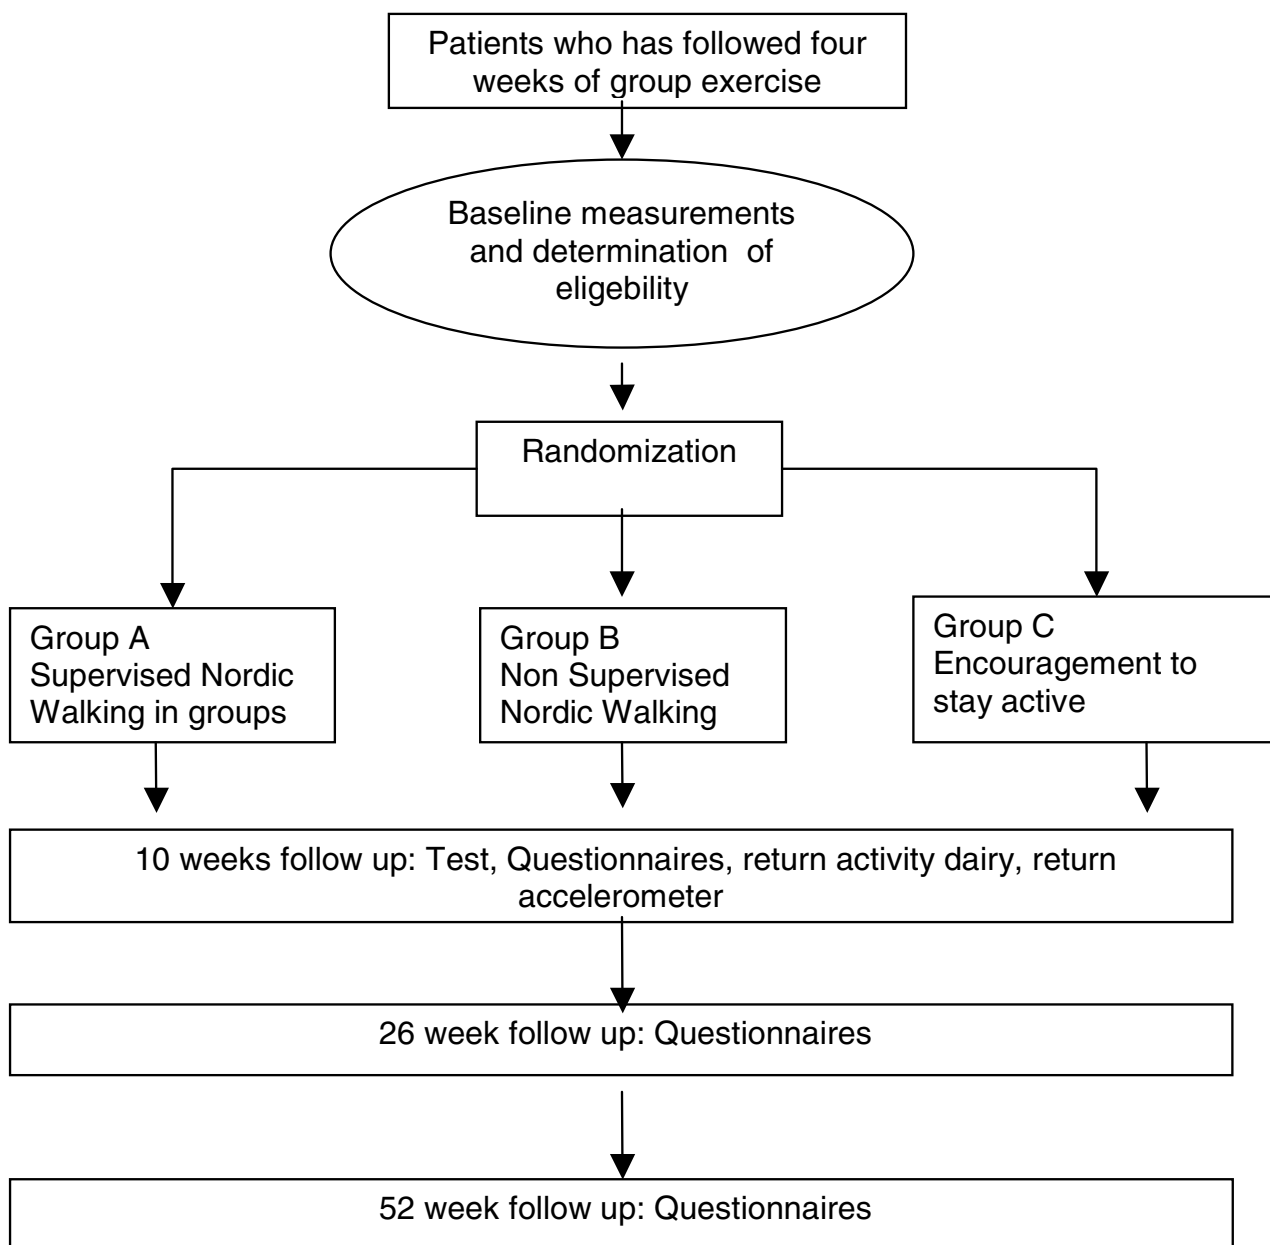 Patients who has followed four
weeks of group exercise
Baseline measurements
and determination of
eligebility
Randomization
Group A
Supervised Nordic
Walking in groups
Group B
Non Supervised
Nordic Walking
Group C
Encouragement to
stay active
10 weeks follow up: Test, Questionnaires, return activity dairy, return
accelerometer
26 week follow up: Questionnaires
52 week follow up: Questionnaires